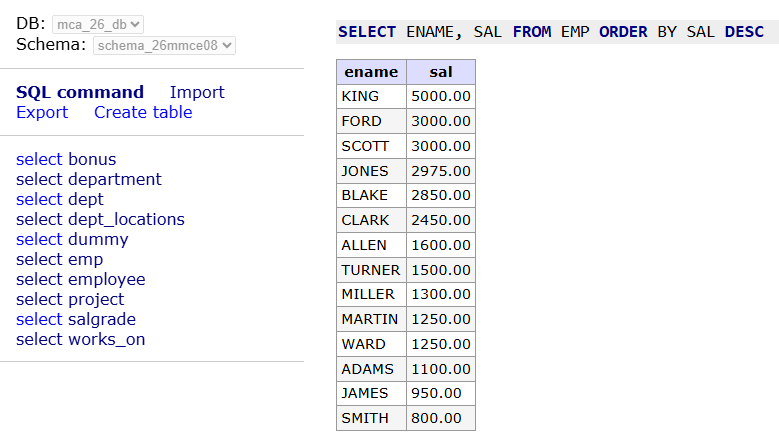 DB: mca_26_db
Schema: schema_26mmce08
SQL command Import
Export Create table
select bonus
select department
select dept
select dept_locations
select dummy
select emp
select employee
select project
select salgrade
select works_on
SELECT ENAME, SAL FROM EMP ORDER BY SAL DESC
ename sal
KING 5000.00
FORD 3000.00
SCOTT 3000.00
JONES 2975.00
BLAKE 2850.00
CLARK 2450.00
ALLEN 1600.00
TURNER 1500.00
MILLER 1300.00
MARTIN 1250.00
WARD 1250.00
ADAMS 1100.00
JAMES 950.00
SMITH 800.00